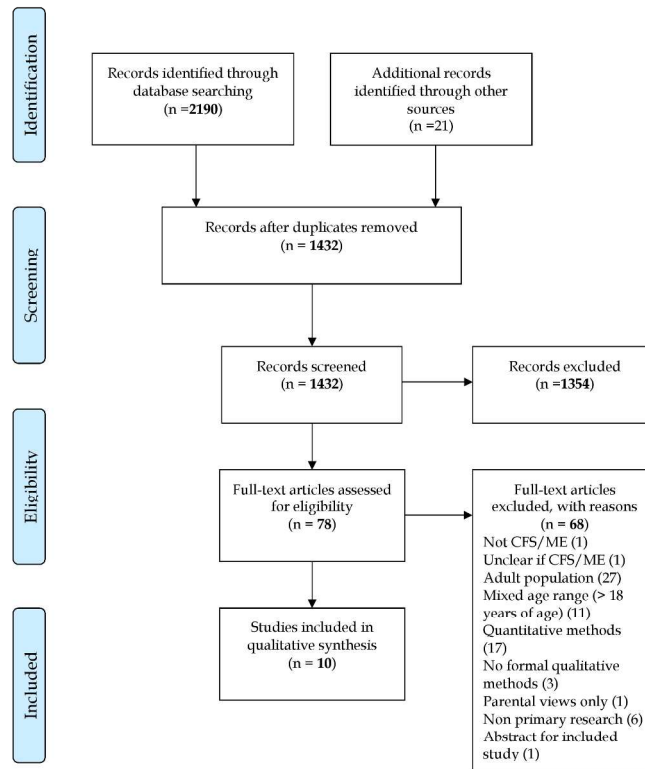 Identification
Records identified through
database searching
(n =2190)
Additional records
identified through other
sources
(n =21)
Screening
Records after duplicates removed
(n = 1432)
Records screened
(n = 1432)
Records excluded
(n =1354)
Eligibility
Full-text articles assessed
for eligibility
(n = 78)
Full-text articles
excluded, with reasons
(n = 68)
Not CFS/ME (1)
Unclear if CFS/ME (1)
Adult population (27)
Mixed age range (> 18
years of age) (11)
Quantitative methods
(17)
No formal qualitative
methods (3)
Parental views only (1)
Non primary research (6)
Abstract for included
study (1)
Included
Studies included in
qualitative synthesis
(n = 10)